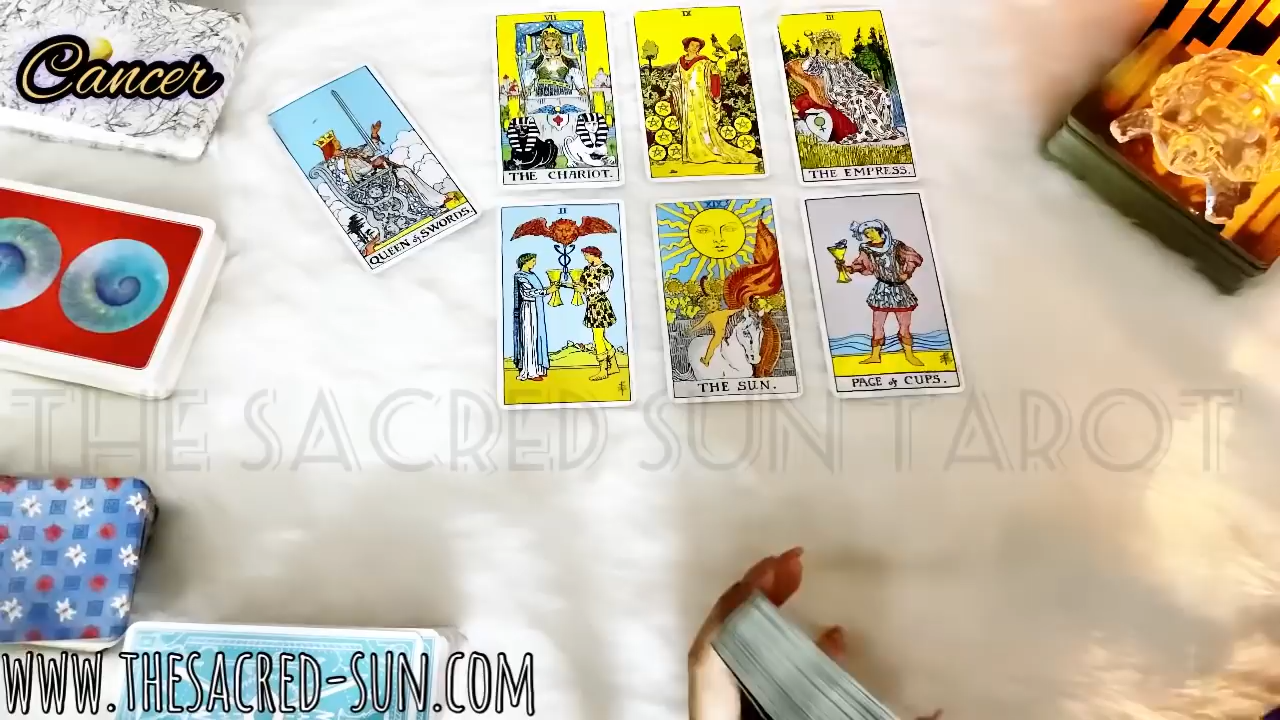 Cancer
VII
THE CHARIOT.
IX
III
THE EMPRESS.
QUEEN of SWORDS.
II
XIX
THE SUN.
PAGE of CUPS.
THE SACRED SUN TAROT
WWW.THESACRED-SUN.COM